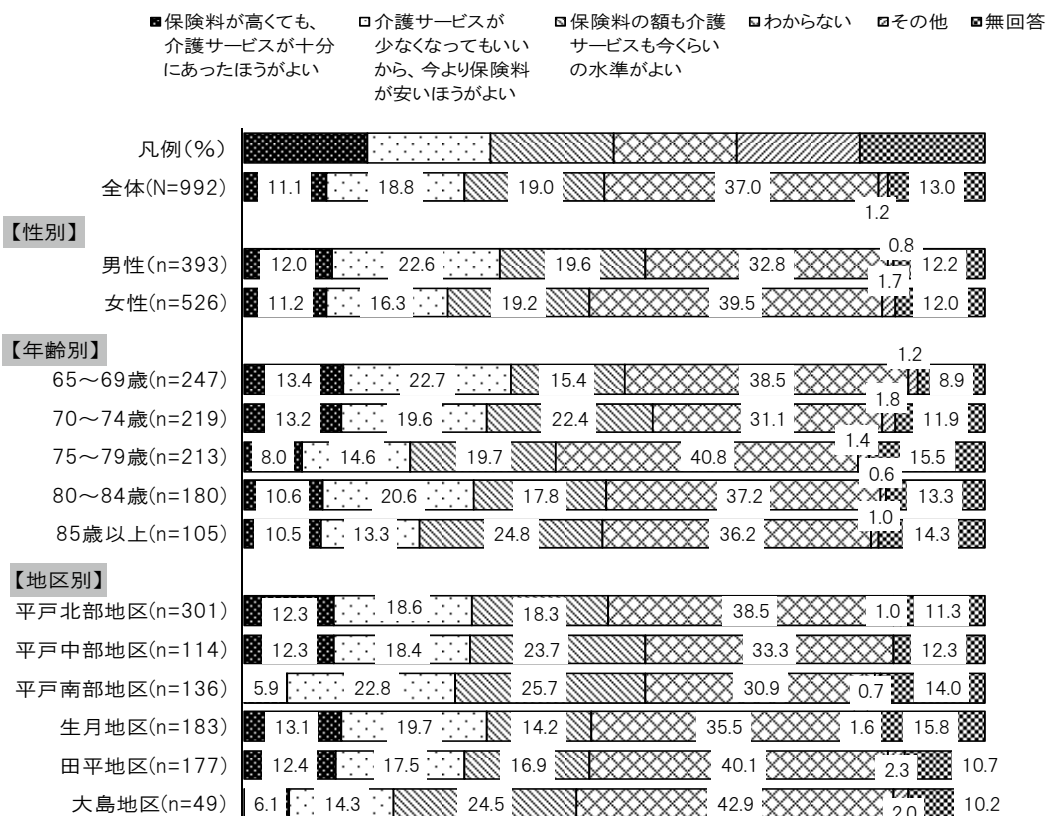 保険料が高くても、介護サービスが十分にあったほうがよい
介護サービスが少なくなってもいいから、今より保険料が安いほうがよい
保険料の額も介護サービスも今くらいの水準がよい
わからない
その他
無回答
凡例(%)
全体(N=992) 11.1 18.8 19.0 37.0 1.2 13.0
【性別】
男性(n=393) 12.0 22.6 19.6 32.8 0.8 12.2
女性(n=526) 11.2 16.3 19.2 39.5 1.7 12.0
【年齢別】
65～69歳(n=247) 13.4 22.7 15.4 38.5 1.2 8.9
70～74歳(n=219) 13.2 19.6 22.4 31.1 1.8 11.9
75～79歳(n=213) 8.0 14.6 19.7 40.8 1.4 15.5
80～84歳(n=180) 10.6 20.6 17.8 37.2 0.6 13.3
85歳以上(n=105) 10.5 13.3 24.8 36.2 1.0 14.3
【地区別】
平戸北部地区(n=301) 12.3 18.6 18.3 38.5 1.0 11.3
平戸中部地区(n=114) 12.3 18.4 23.7 33.3 12.3
平戸南部地区(n=136) 5.9 22.8 25.7 30.9 0.7 14.0
生月地区(n=183) 13.1 19.7 14.2 35.5 1.6 15.8
田平地区(n=177) 12.4 17.5 16.9 40.1 2.3 10.7
大島地区(n=49) 6.1 14.3 24.5 42.9 2.0 10.2